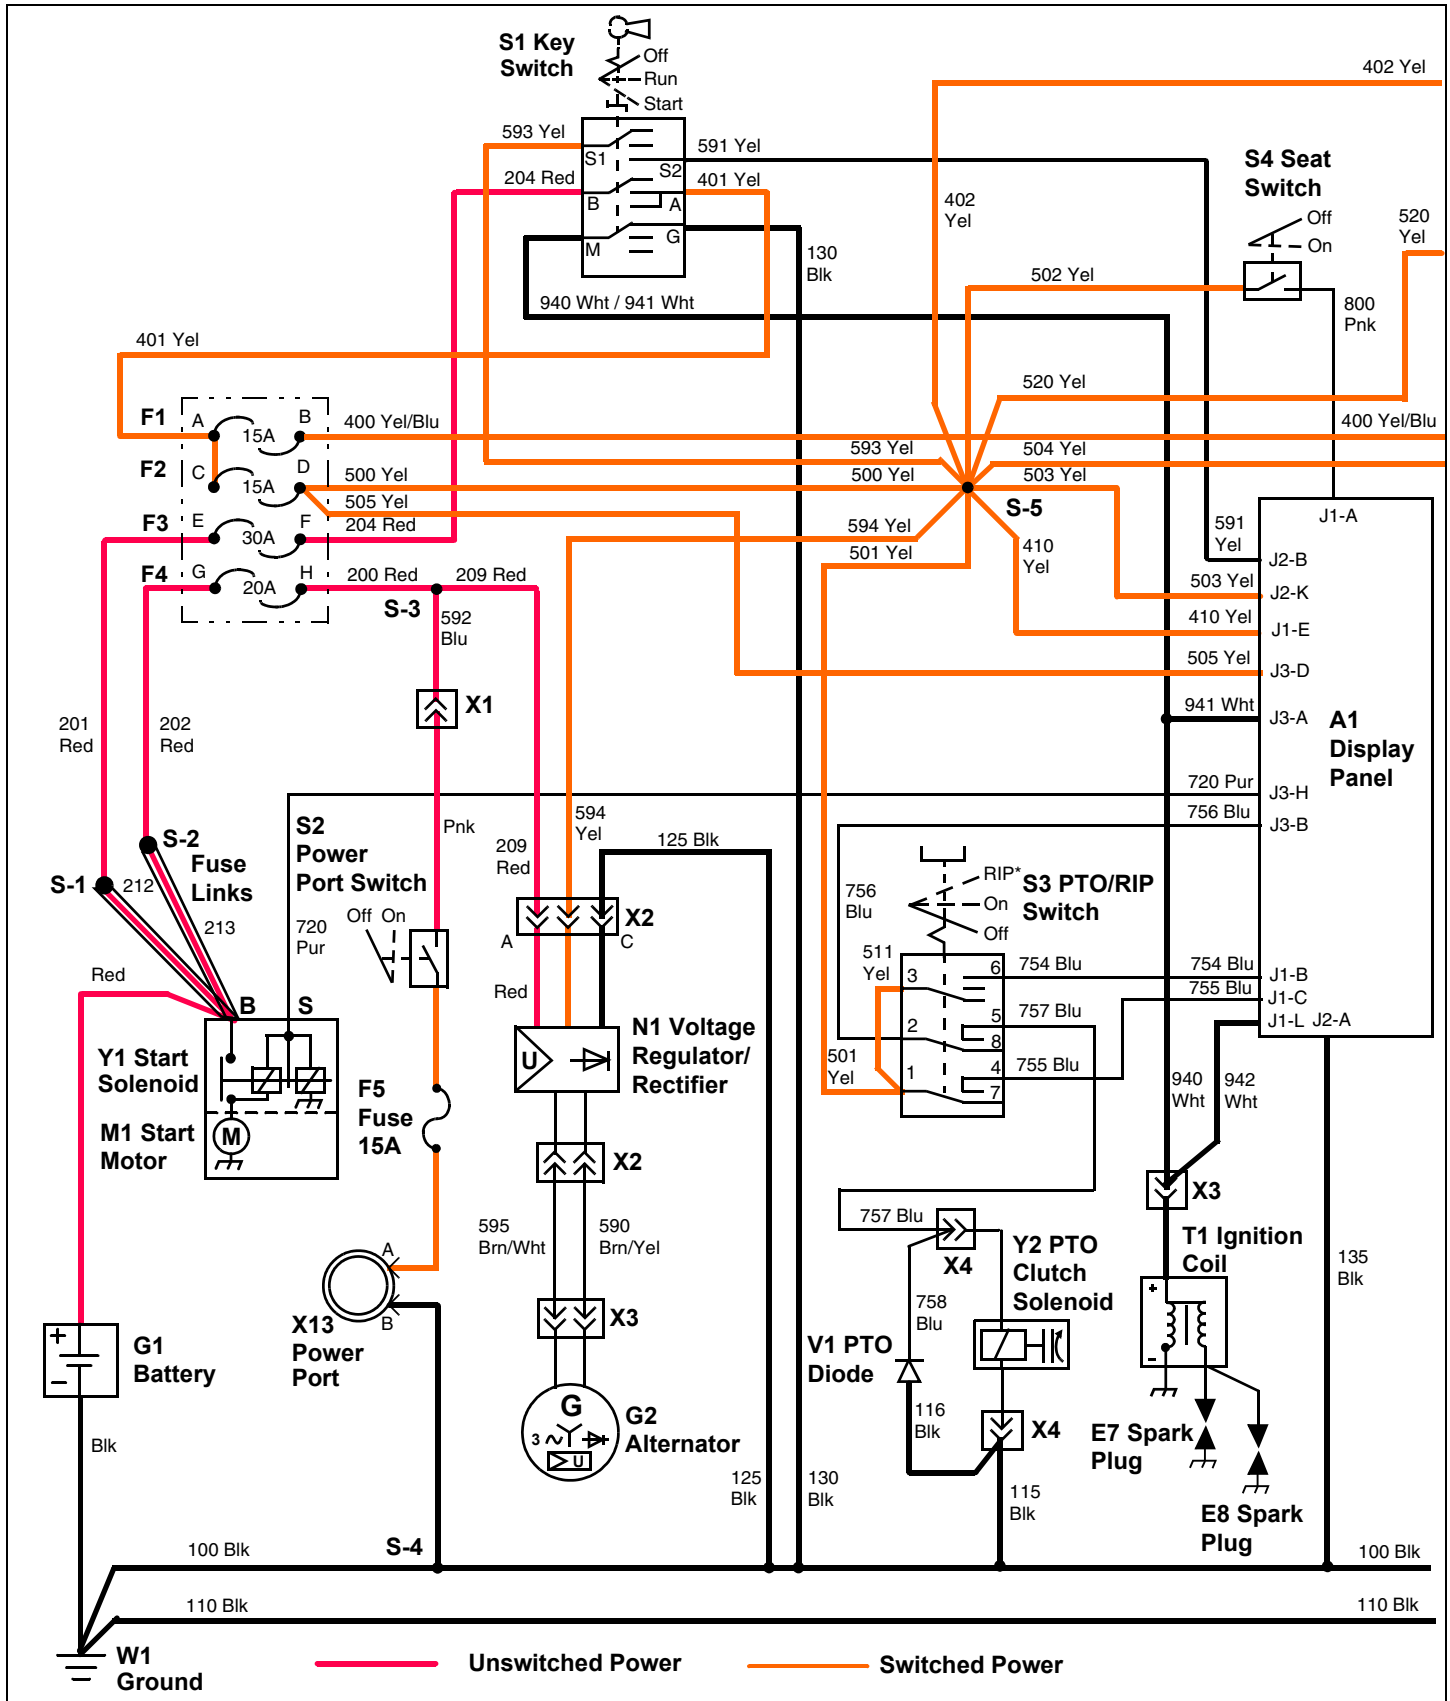 S1 Key
Switch
Off
Run
Start
402 Yel
593 Yel
S1
591 Yel
S2
204 Red
401 Yel
B
A
G
M
S4 Seat
Switch
Off
On
402
Yel
520
Yel
130
Blk
502 Yel
940 Wht / 941 Wht
800
Pnk
401 Yel
520 Yel
F1
A
B
15A
400 Yel/Blu
400 Yel/Blu
593 Yel
504 Yel
F2
C
D
15A
500 Yel
500 Yel
503 Yel
505 Yel
S-5
F3
E
F
30A
204 Red
594 Yel
591
Yel
J1-A
501 Yel
410
Yel
J2-B
F4
G
H
20A
200 Red
209 Red
503 Yel
J2-K
S-3
592
Blu
410 Yel
J1-E
505 Yel
J3-D
X1
941 Wht
J3-A
A1
Display
Panel
201
Red
202
Red
720 Pur
J3-H
S2
Power
Port Switch
Pnk
594
Yel
756 Blu
J3-B
S-2
Fuse
Links
125 Blk
209
Red
S-1
212
213
RIP*
On
Off
S3 PTO/RIP
Switch
756
Blu
Off On
720
Pur
X2
A
C
511
Yel
3
6
754 Blu
754 Blu
J1-B
Red
Red
755 Blu
J1-C
B
S
5
757 Blu
J1-L
J2-A
2
8
N1 Voltage
Regulator/
Rectifier
U
Y1 Start
Solenoid
501
Yel
1
4
755 Blu
7
F5
Fuse
15A
940
Wht
942
Wht
M1 Start
Motor
M
X2
X3
595
Brn/Wht
590
Brn/Yel
757 Blu
X4
Y2 PTO
Clutch
Solenoid
T1 Ignition
Coil
135
Blk
A
B
X13
Power
Port
758
Blu
+
-
X3
G1
Battery
+
−
V1 PTO
Diode
G
3
U
G2
Alternator
116
Blk
X4
E7 Spark
Plug
Blk
125
Blk
130
Blk
115
Blk
E8 Spark
Plug
100 Blk
S-4
100 Blk
110 Blk
110 Blk
W1
Ground
Unswitched Power
Switched Power